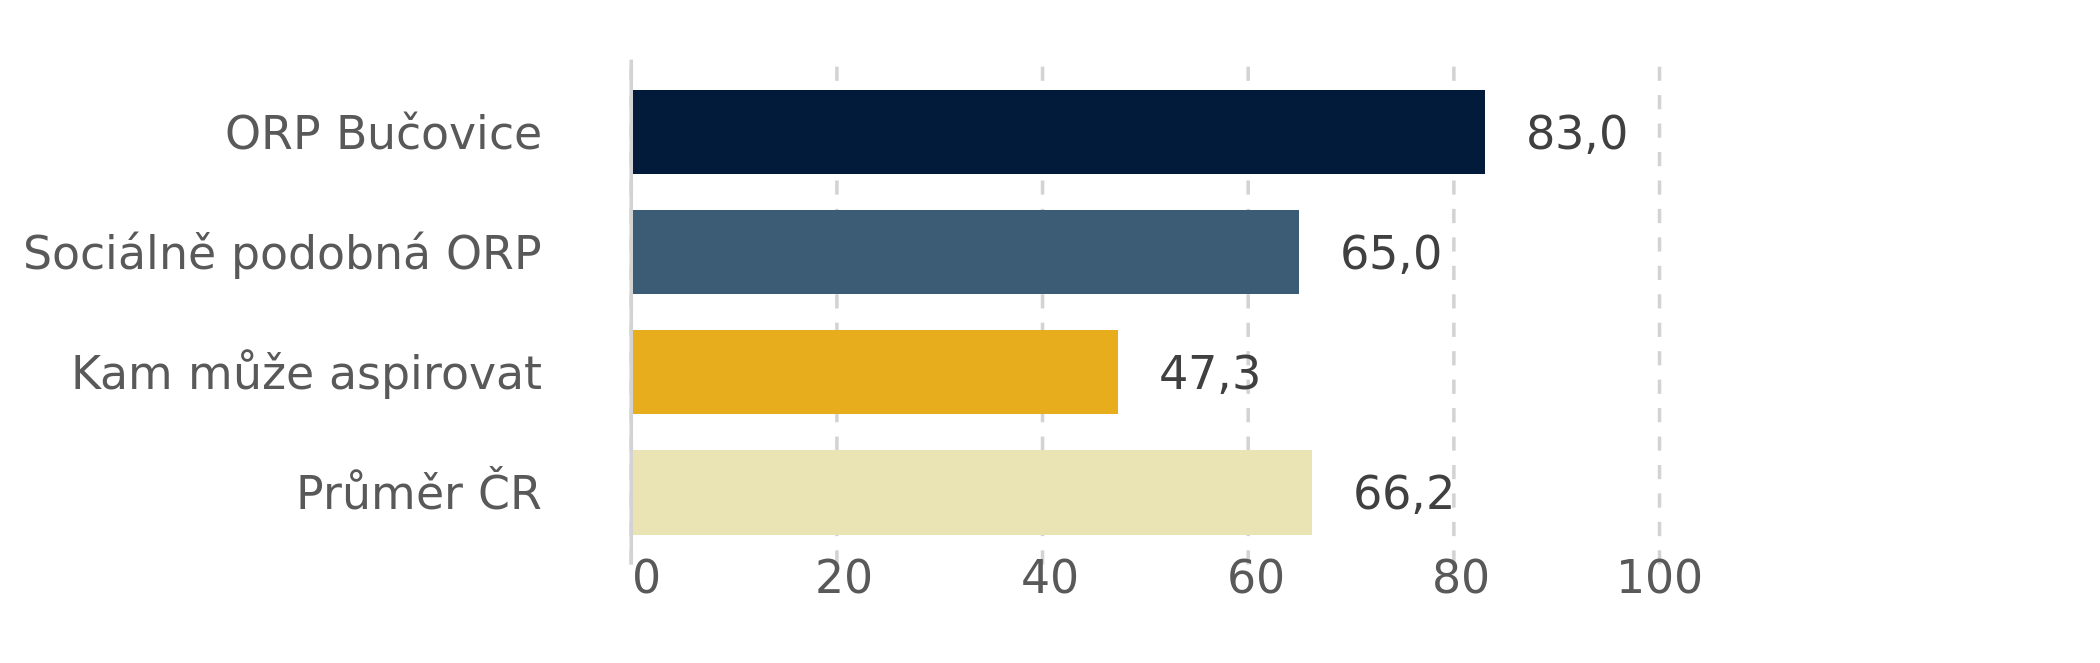 ORP Bučovice 83,0
Sociálně podobná ORP 65,0
Kam může aspirovat 47,3
Průměr ČR 66,2
0 20 40 60 80 100